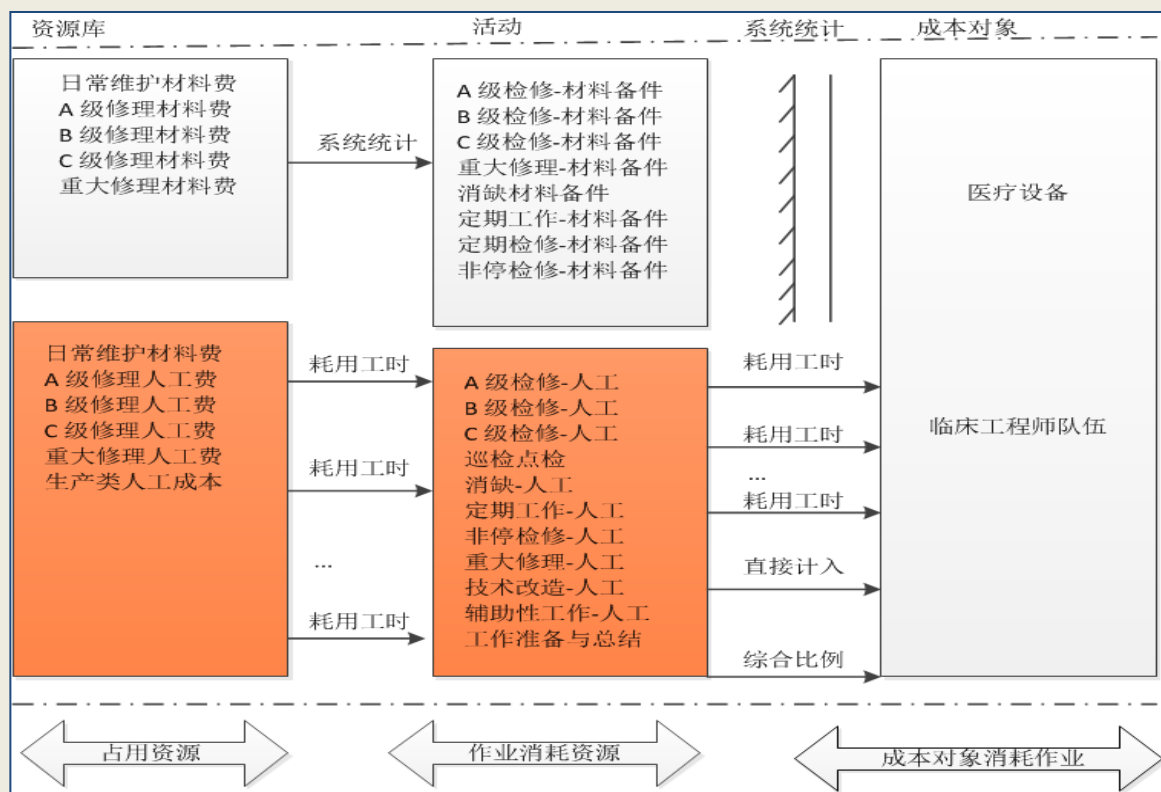 资源库
活动
系统统计
成本对象
日常维护材料费
A 级修理材料费
B 级修理材料费
C 级修理材料费
重大修理材料费
系统统计
A 级检修-材料备件
B 级检修-材料备件
C 级检修-材料备件
重大修理-材料备件
消缺材料备件
定期工作-材料备件
定期检修-材料备件
非停检修-材料备件
医疗设备
临床工程师队伍
日常维护材料费
A 级修理人工费
B 级修理人工费
C 级修理人工费
重大修理人工费
生产类人工成本
耗用工时
耗用工时
...
耗用工时
A 级检修-人工
B 级检修-人工
C 级检修-人工
巡检点检
消缺-人工
定期工作-人工
非停检修-人工
重大修理-人工
技术改造-人工
辅助性工作-人工
工作准备与总结
耗用工时
耗用工时
...
耗用工时
直接计入
综合比例
占用资源
作业消耗资源
成本对象消耗作业